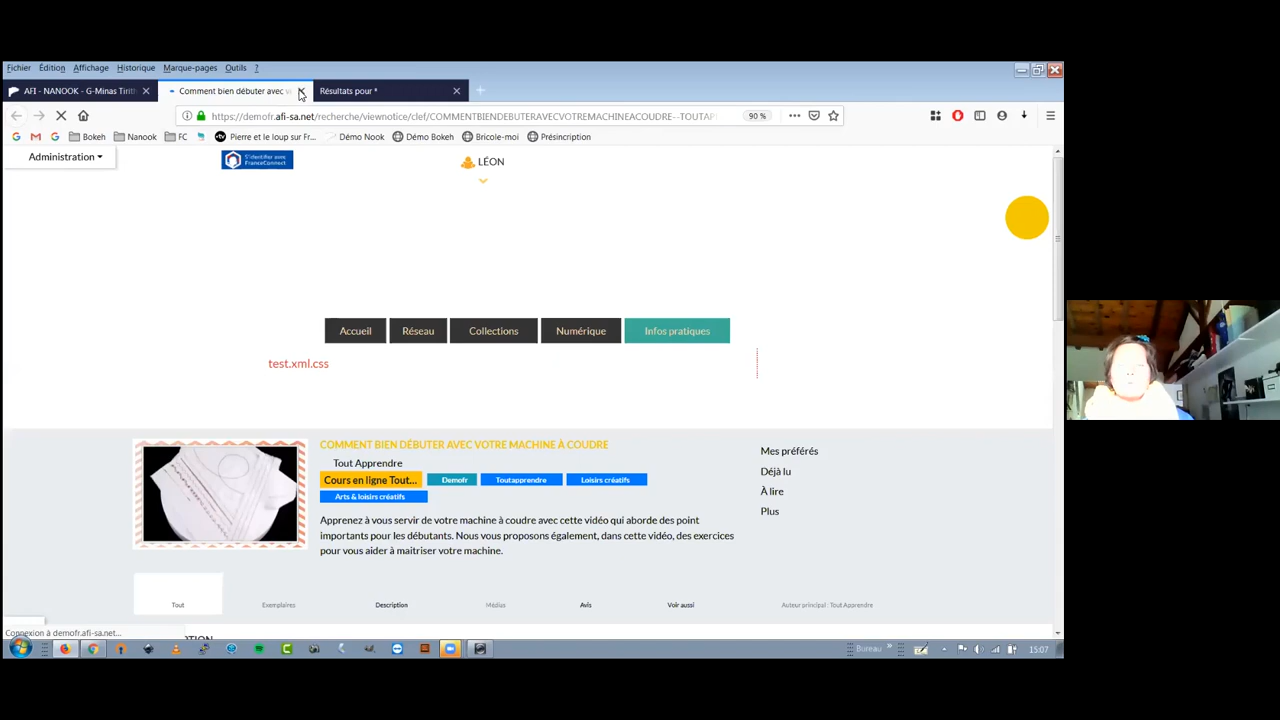 Fichier Édition Affichage Historique Marque-pages Outils ?
AFI - NANOOK - G-Minas Tirith
Comment bien débuter avec v
Résultats pour *
https://demofr.afi-sa.net/recherche/viewnotice/clef/COMMENTBIENDEBUTERAVECVOTREMACHINEACOUDRE--TOUTAP
90 %
Bokeh Nanook FC Pierre et le loup sur Fr... Démo Nook Démo Bokeh Bricole-moi Présincription
Administration
S'identifier avec
FranceConnect
LÉON
Accueil Réseau Collections Numérique Infos pratiques
test.xml.css
COMMENT BIEN DÉBUTER AVEC VOTRE MACHINE À COUDRE
Tout Apprendre
Cours en ligne Tout... Demofr Toutapprendre Loisirs créatifs
Arts & loisirs créatifs
Apprenez à vous servir de votre machine à coudre avec cette vidéo qui aborde des point
importants pour les débutants. Nous vous proposons également, dans cette vidéo, des exercices
pour vous aider à maitriser votre machine.
Mes préférés
Déjà lu
À lire
Plus
Tout Exemplaires Description Médias Avis Voir aussi Auteur principal : Tout Apprendre
Connexion à demofr.afi-sa.net...
Bureau
15:07